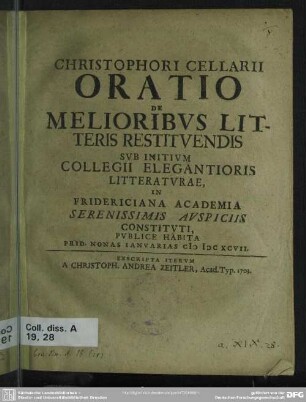 CHRISTOPHORI CELLARII
ORATIO
DE
MELIORIBVS LIT-
TERIS RESTITVENDIS
SVB INITIVM
COLLEGII ELEGANTIORIS
LITTERATVRAE,
IN
FRIDERICIANA ACADEMIA
SERENISSIMIS AVSPICIIS
CONSTITVTI,
PVBLICE HABITA
PRID. NONAS IANVARIAS CIƆ IƆC XCVII.
EXSCRIPTA ITERVM
A CHRISTOPH. ANDREA ZEITLER, Acad. Typ. 1701.
Coll. diss. A
19, 28
DFG